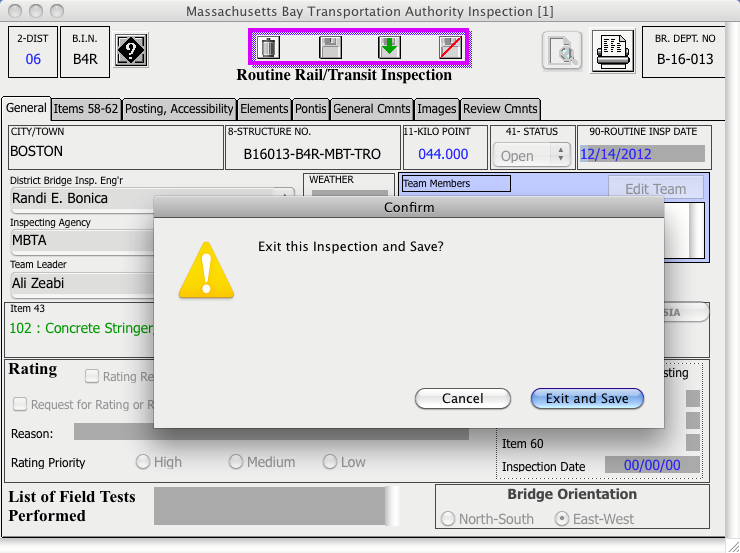 Massachusetts Bay Transportation Authority Inspection [1]
2-DIST
06
B.I.N.
B4R
?
BR. DEPT. NO
B-16-013
Routine Rail/Transit Inspection
General
Items 58-62
Posting, Accessibility
Elements
Pontis
General Cmnts
Images
Review Cmnts
CITY/TOWN
BOSTON
8-STRUCTURE NO.
B16013-B4R-MBT-TRO
11-KILO POINT
044.000
41- STATUS
Open
90-ROUTINE INSP DATE
12/14/2012
District Bridge Insp. Eng'r
Randi E. Bonica
WEATHER
Team Members
Edit Team
Inspecting Agency
MBTA
Team Leader
Ali Zeabi
Confirm
Exit this Inspection and Save?
Cancel
Exit and Save
Item 43
102 : Concrete Stringer
SIA
Rating
Rating Re
Request for Rating or R
Reason:
Rating Priority
High
Medium
Low
sting
Item 60
Inspection Date
00/00/00
List of Field Tests
Performed
Bridge Orientation
North-South
East-West